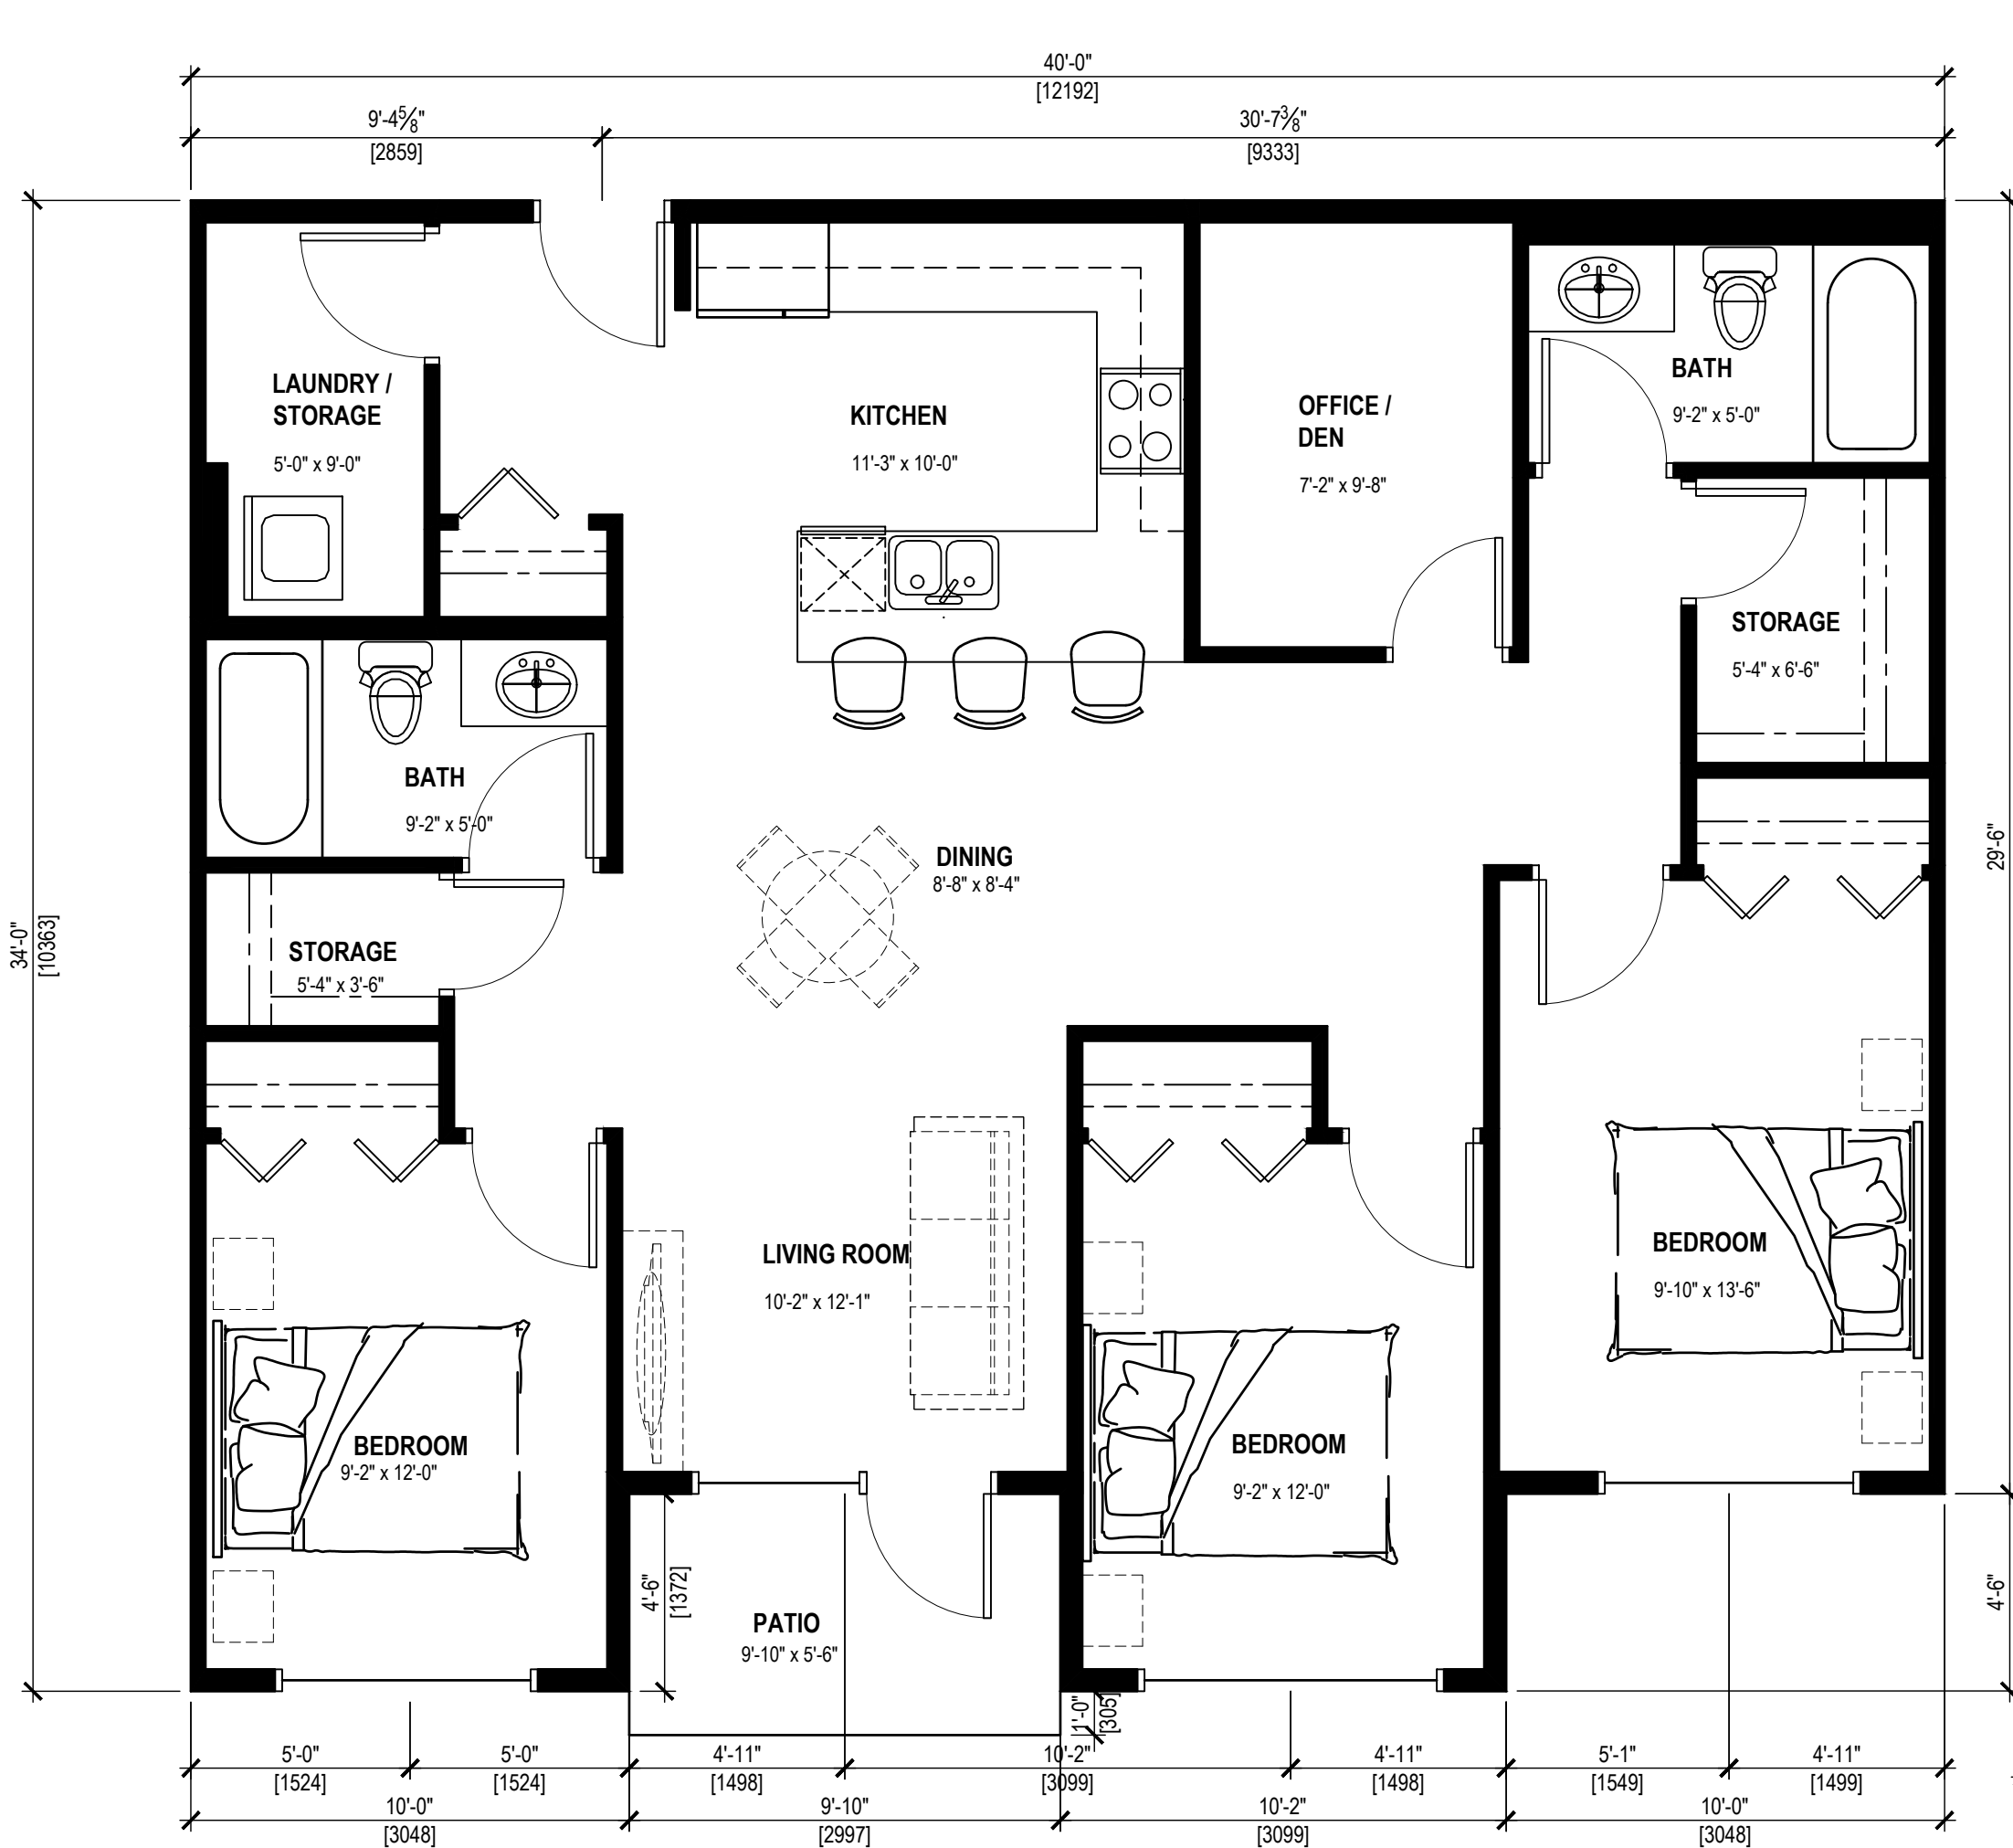 40'-0"
[12192]
9'-4⅝"
[2859]
30'-7⅜"
[9333]
LAUNDRY /
STORAGE
5'-0" x 9'-0"
KITCHEN
11'-3" x 10'-0"
OFFICE /
DEN
7'-2" x 9'-8"
BATH
9'-2" x 5'-0"
STORAGE
5'-4" x 6'-6"
BATH
9'-2" x 5'-0"
DINING
8'-8" x 8'-4"
STORAGE
5'-4" x 3'-6"
34'-0"
[10363]
29'-6"
LIVING ROOM
10'-2" x 12'-1"
BEDROOM
9'-10" x 13'-6"
BEDROOM
9'-2" x 12'-0"
BEDROOM
9'-2" x 12'-0"
4'-6"
[1372]
PATIO
9'-10" x 5'-6"
4'-6"
1'-0"
[305]
5'-0"
[1524]
5'-0"
[1524]
4'-11"
[1498]
10'-2"
[3099]
4'-11"
[1498]
5'-1"
[1549]
4'-11"
[1499]
10'-0"
[3048]
9'-10"
[2997]
10'-2"
[3099]
10'-0"
[3048]